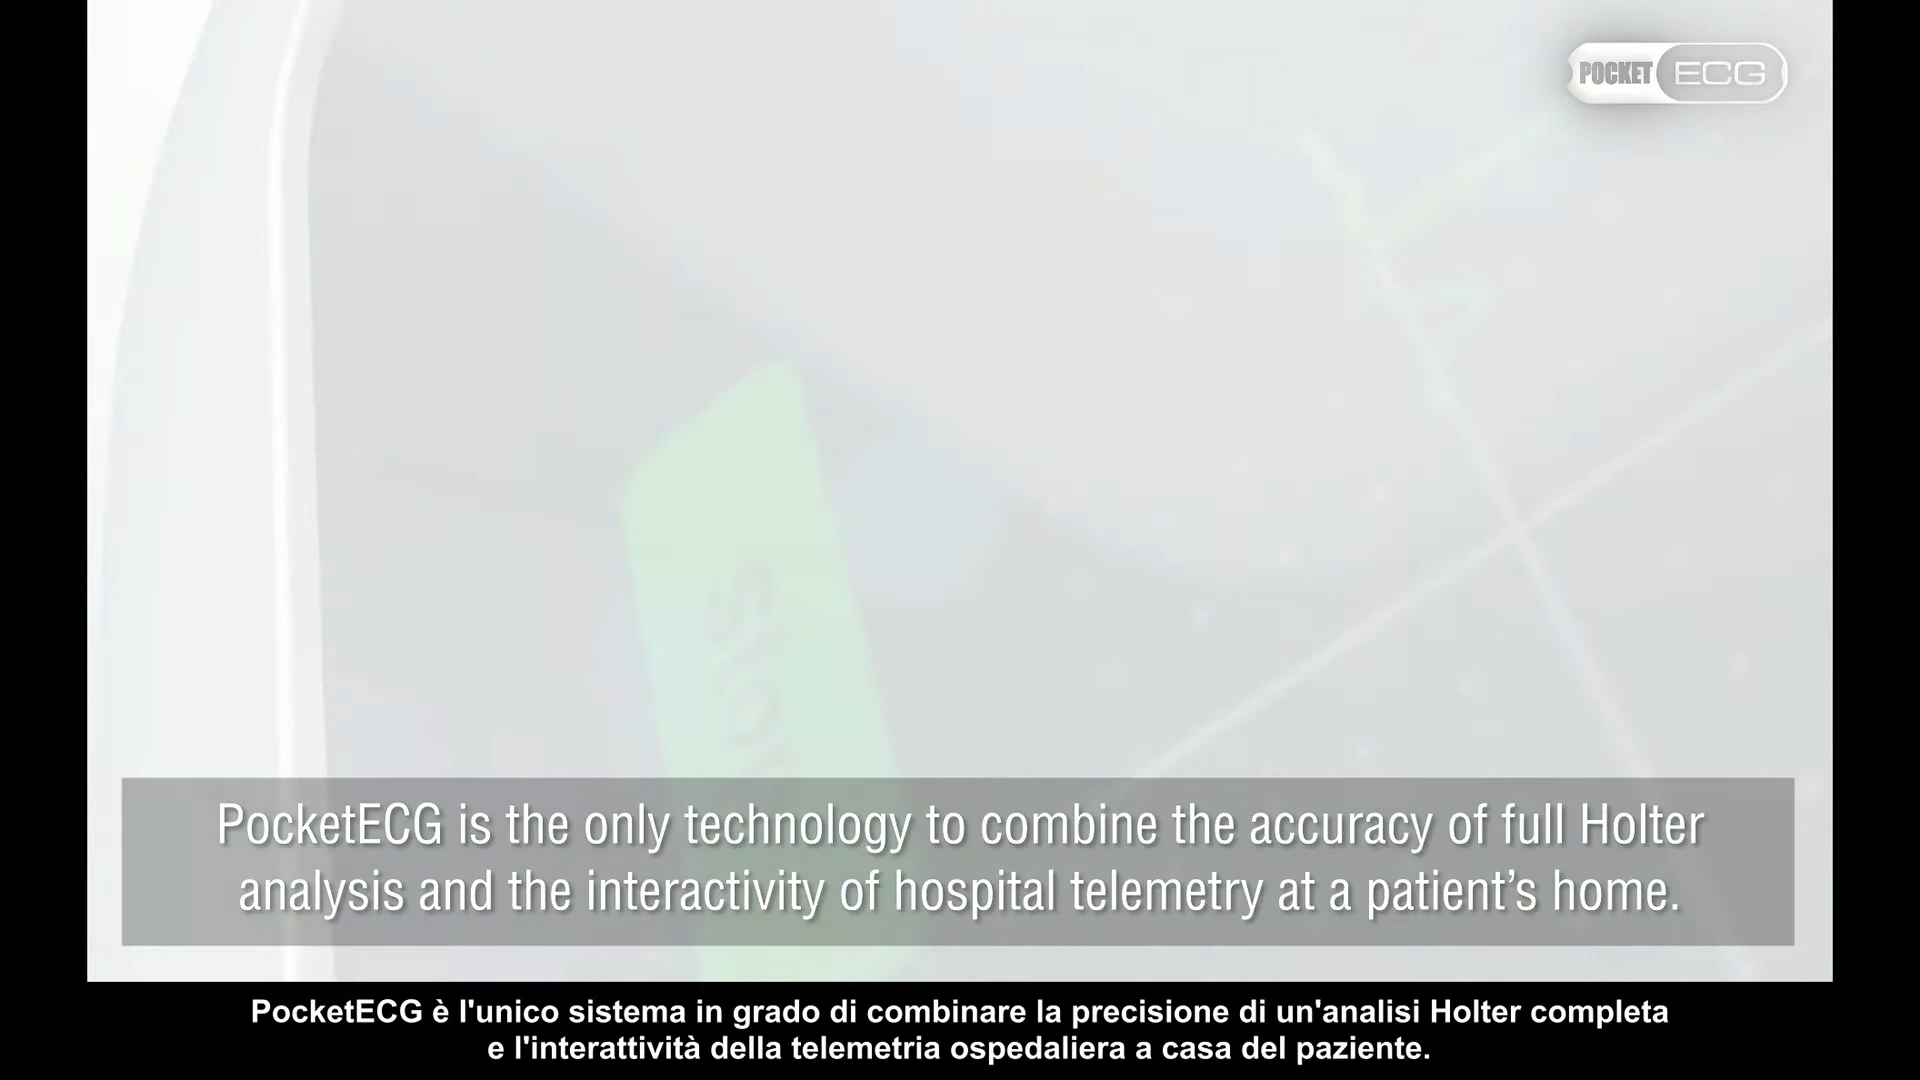 POCKET ECG
PocketECG is the only technology to combine the accuracy of full Holter
analysis and the interactivity of hospital telemetry at a patient’s home.
PocketECG è l'unico sistema in grado di combinare la precisione di un'analisi Holter completa
e l'interattività della telemetria ospedaliera a casa del paziente.